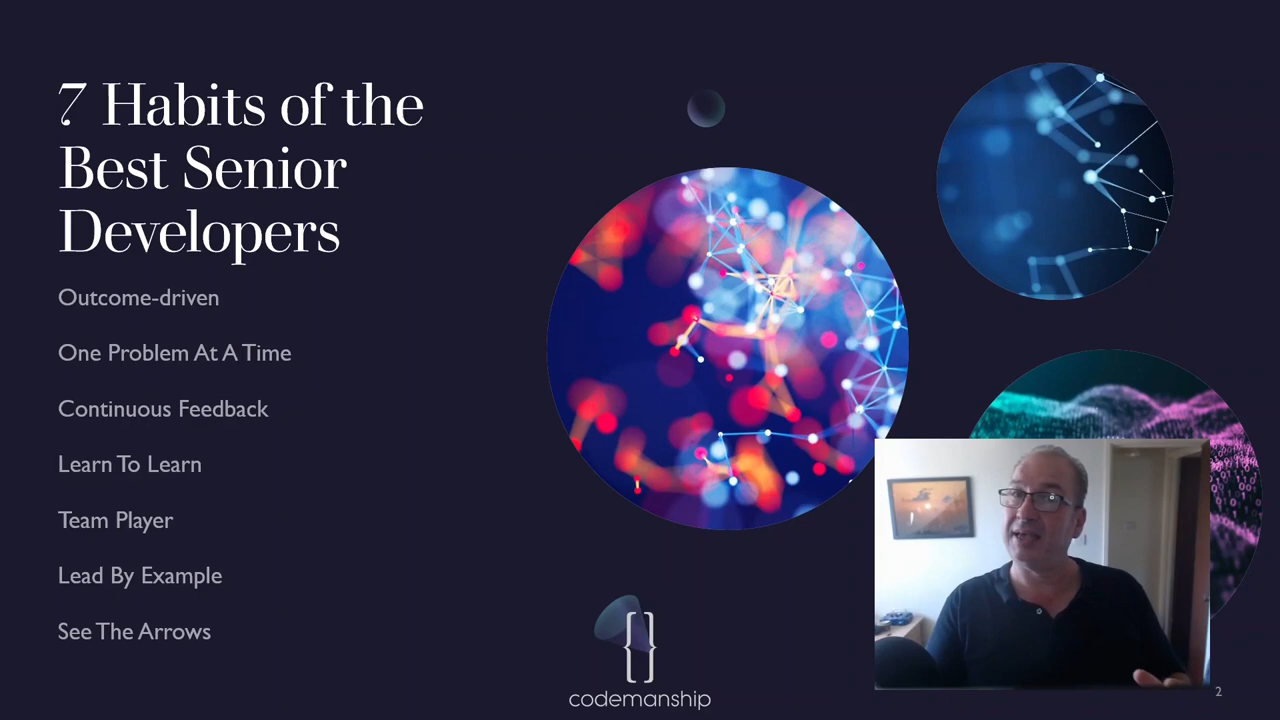 7 Habits of the
Best Senior
Developers
Outcome-driven
One Problem At A Time
Continuous Feedback
Learn To Learn
Team Player
Lead By Example
See The Arrows
{[]}
codemanship
2